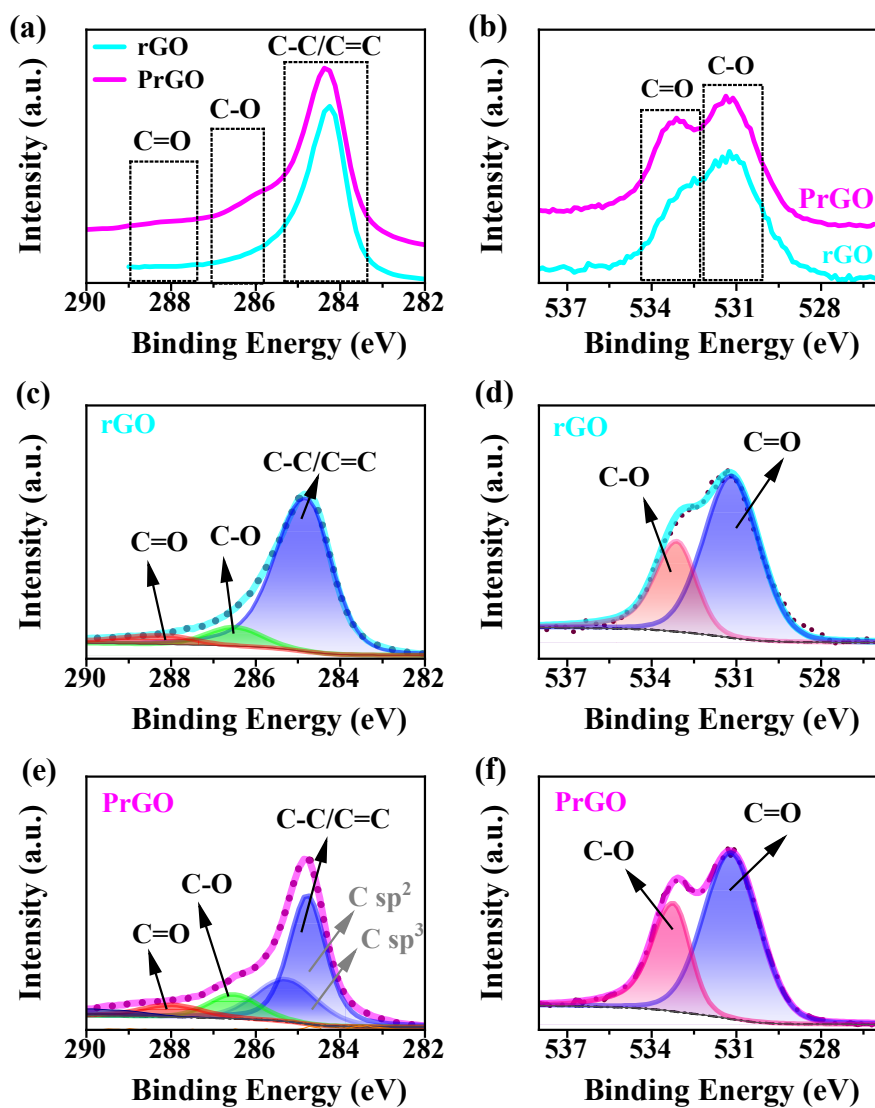 (a)
rGO
PrGO
C-C/C=C
C-O
C=O
Intensity (a.u.)
290 288 286 284 282
Binding Energy (eV)
(b)
C=O
C-O
PrGO
rGO
Intensity (a.u.)
537 534 531 528
Binding Energy (eV)
(c)
rGO
C-C/C=C
C-O
C=O
Intensity (a.u.)
290 288 286 284 282
Binding Energy (eV)
(d)
rGO
C=O
C-O
Intensity (a.u.)
537 534 531 528
Binding Energy (eV)
(e)
PrGO
C-C/C=C
C-O
C=O
C sp²
C sp³
Intensity (a.u.)
290 288 286 284 282
Binding Energy (eV)
(f)
PrGO
C=O
C-O
Intensity (a.u.)
537 534 531 528
Binding Energy (eV)